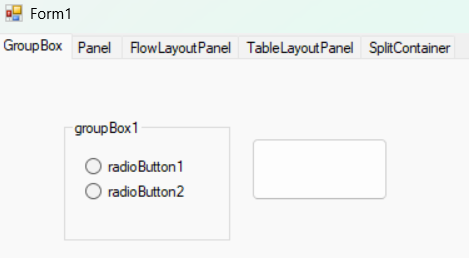 Form1
GroupBox Panel FlowLayoutPanel TableLayoutPanel SplitContainer
groupBox1
radioButton1
radioButton2